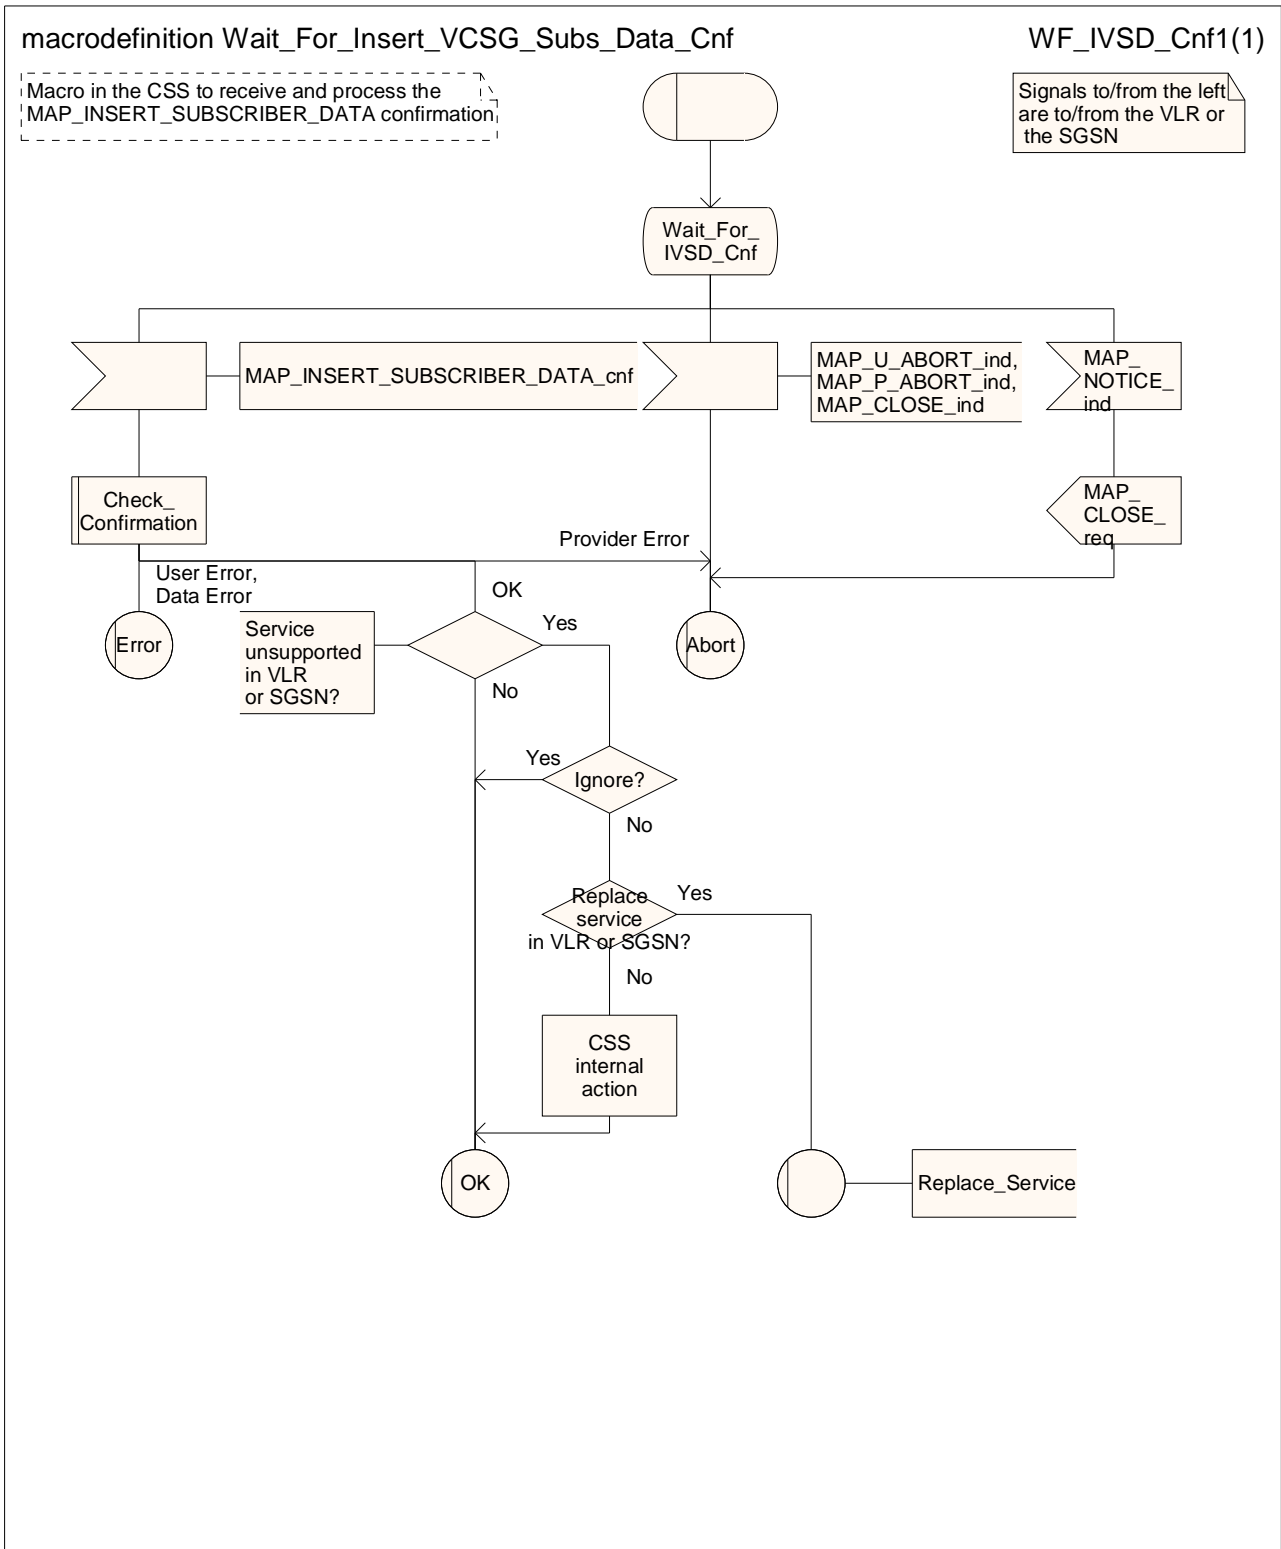 macrodefinition Wait_For_Insert_VCSG_Subs_Data_Cnf
WF_IVSD_Cnf1(1)
Macro in the CSS to receive and process the
MAP_INSERT_SUBSCRIBER_DATA confirmation
Signals to/from the left
are to/from the VLR or
the SGSN
Wait_For_
IVSD_Cnf
MAP_INSERT_SUBSCRIBER_DATA_cnf
MAP_U_ABORT_ind,
MAP_P_ABORT_ind,
MAP_CLOSE_ind
MAP_
NOTICE_
ind
Check_
Confirmation
MAP_
CLOSE_
req
Provider Error
User Error,
Data Error
OK
Error
Service
unsupported
in VLR
or SGSN?
Yes
No
Abort
Yes
Ignore?
No
Replace
service
in VLR or SGSN?
Yes
No
CSS
internal
action
OK
Replace_Service